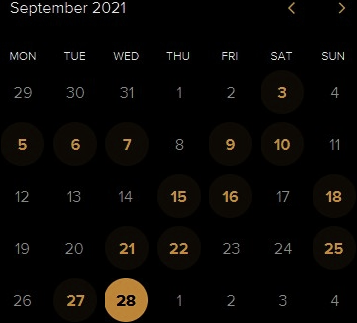 September 2021
MON TUE WED THU FRI SAT SUN
29 30 31 1 2 3 4
5 6 7 8 9 10 11
12 13 14 15 16 17 18
19 20 21 22 23 24 25
26 27 28 1 2 3 4